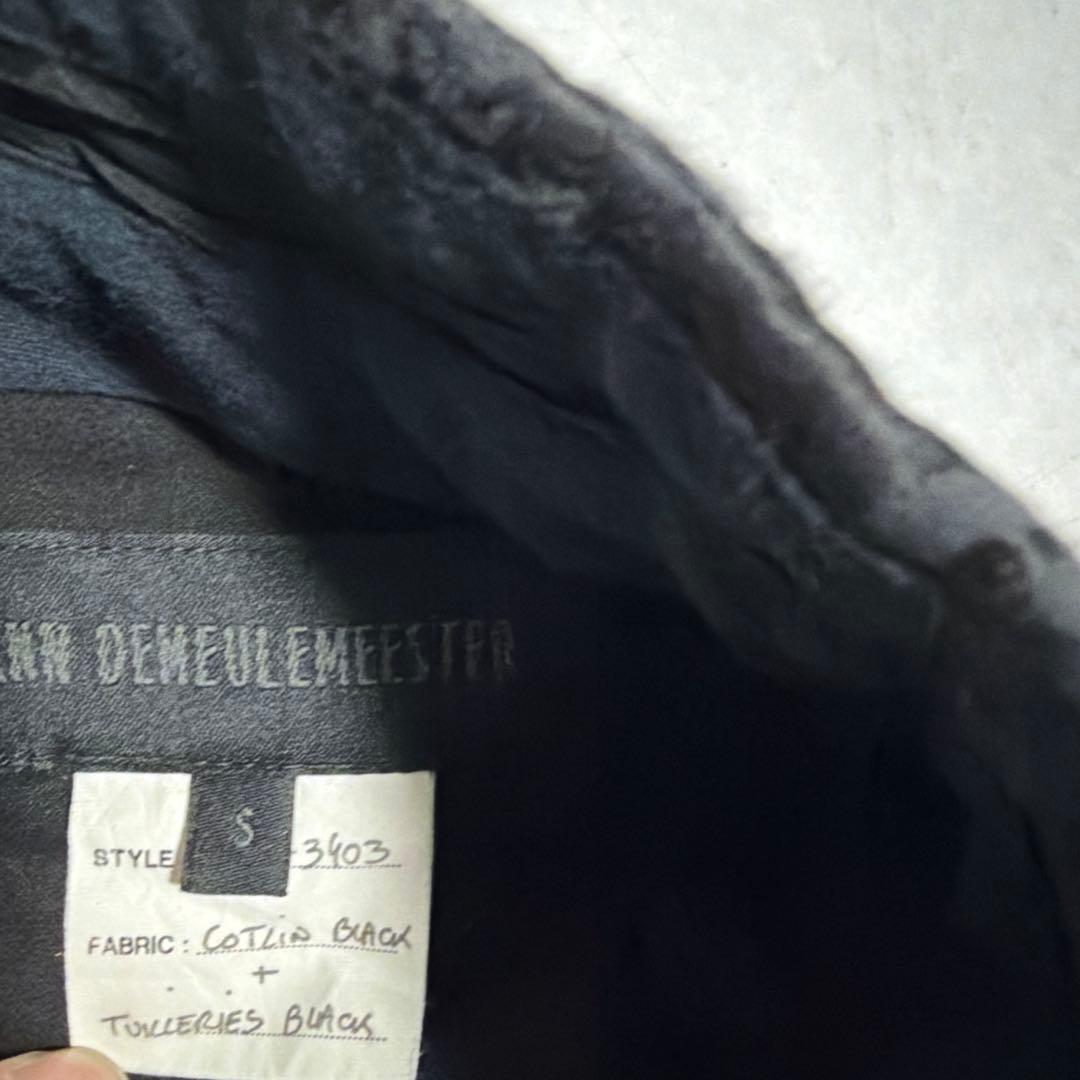 ANN DEMEULEMEESTER
S
STYLE 3403
FABRIC : COTLIN BLACK
+
TUILLERIES BLACK